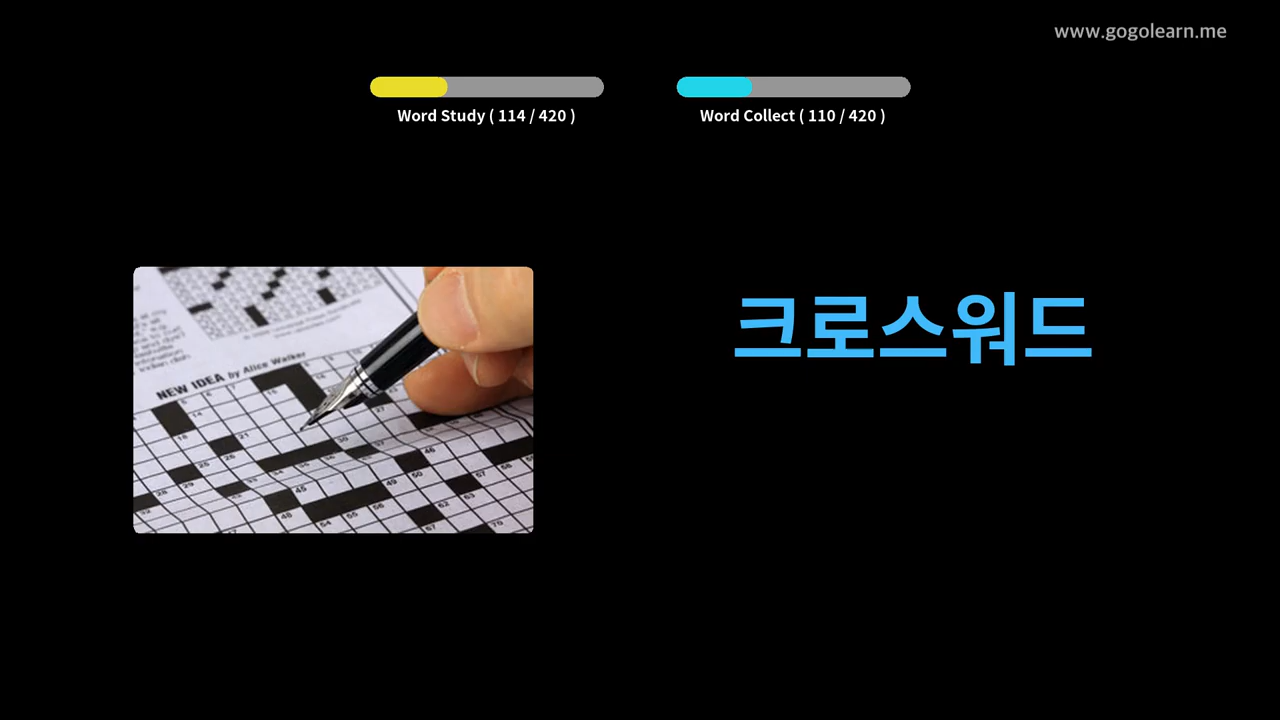 www.gogolearn.me
Word Study ( 114 / 420 )
Word Collect ( 110 / 420 )
크로스워드
NEW IDEA by Alice Walker